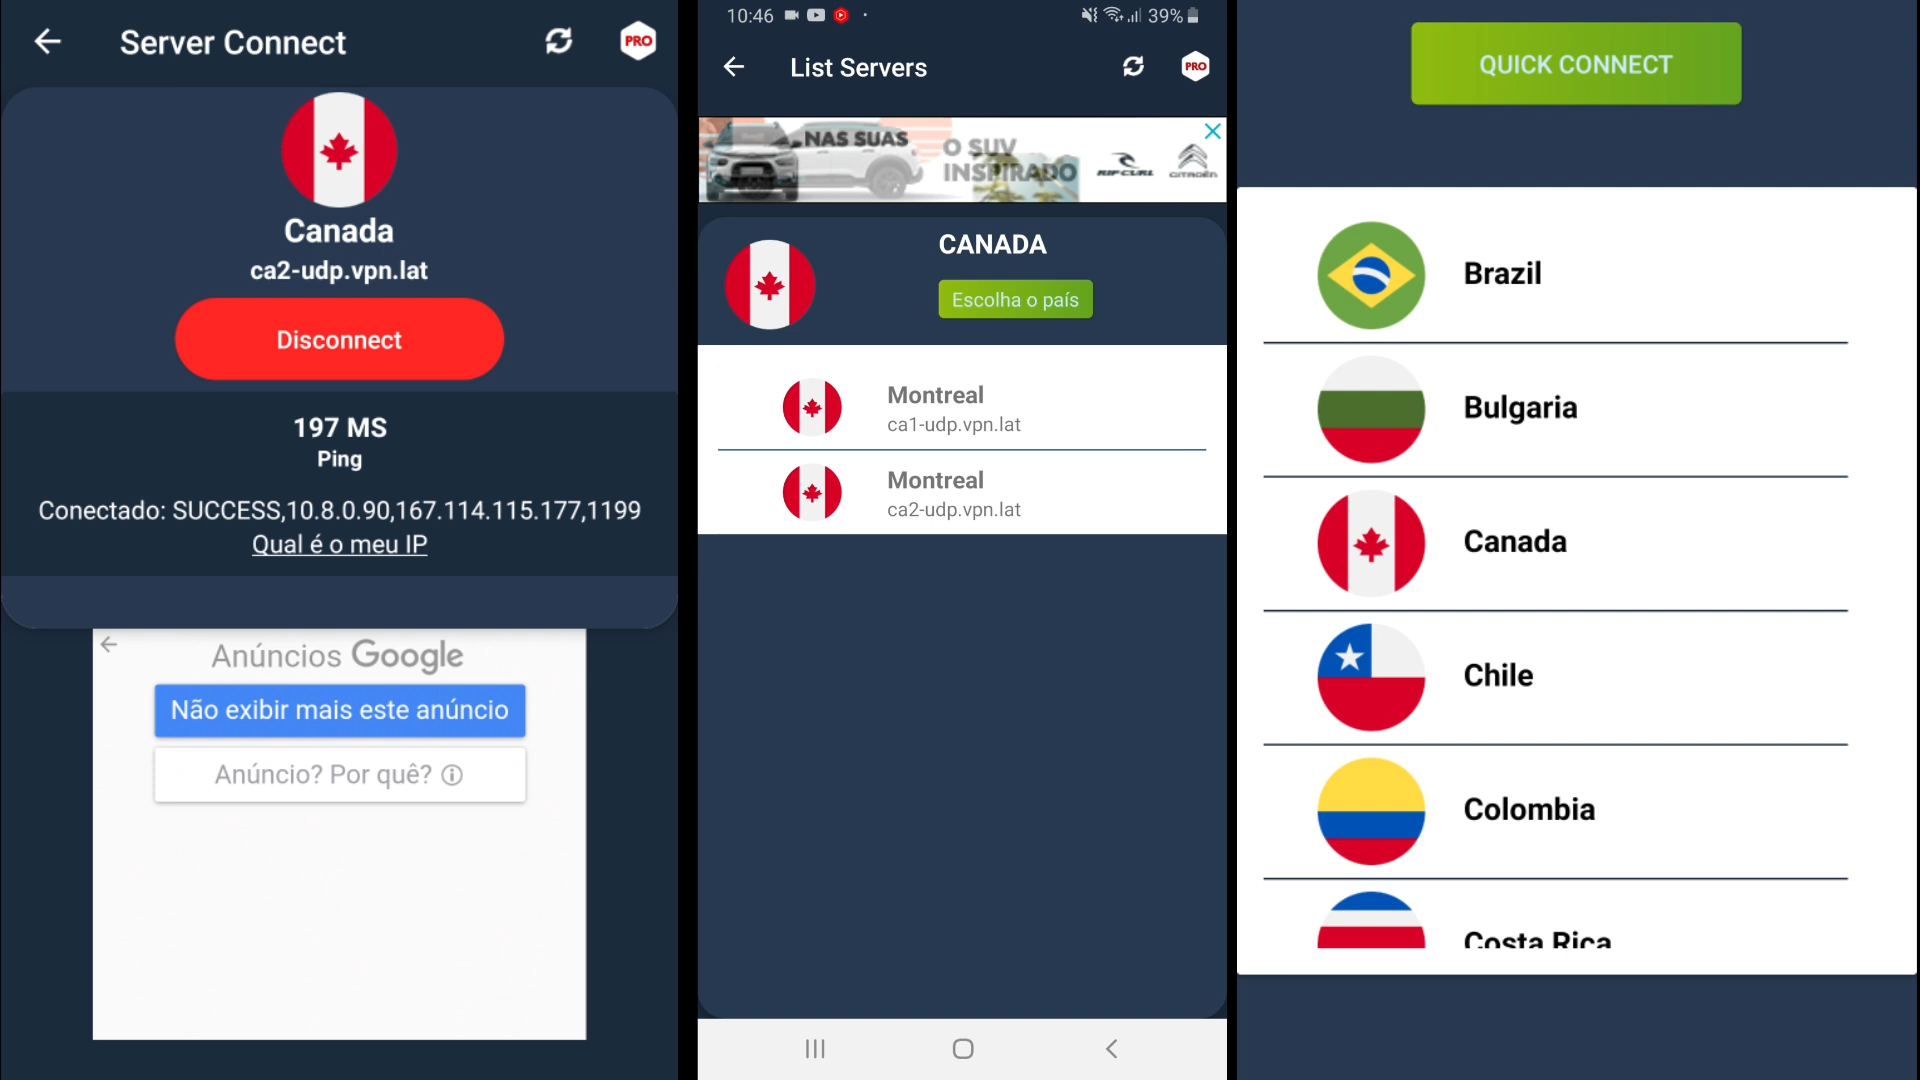 Server Connect
PRO
Canada
ca2-udp.vpn.lat
Disconnect
197 MS
Ping
Conectado: SUCCESS,10.8.0.90,167.114.115.177,1199
Qual é o meu IP
Anúncios Google
Não exibir mais este anúncio
Anúncio? Por quê?
10:46
39%
List Servers
PRO
NAS SUAS
O SUV
INSPIRADO
RIP CURL
CITROËN
CANADA
Escolha o país
Montreal
ca1-udp.vpn.lat
Montreal
ca2-udp.vpn.lat
QUICK CONNECT
Brazil
Bulgaria
Canada
Chile
Colombia
Costa Rica